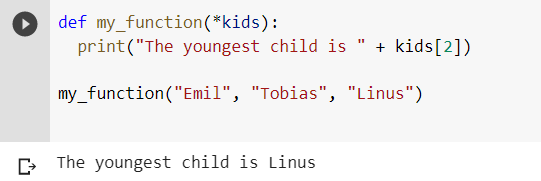 def my_function(*kids):
  print("The youngest child is " + kids[2])
my_function("Emil", "Tobias", "Linus")
The youngest child is Linus